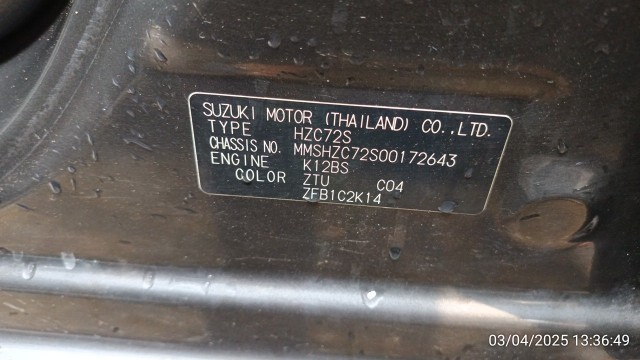 SUZUKI MOTOR (THAILAND) CO.,LTD.
TYPE HZC72S
CHASSIS NO. MMSHZC72S00172643
ENGINE K12BS
COLOR ZTU C04
ZFB1C2K14
03/04/2025 13:36:49